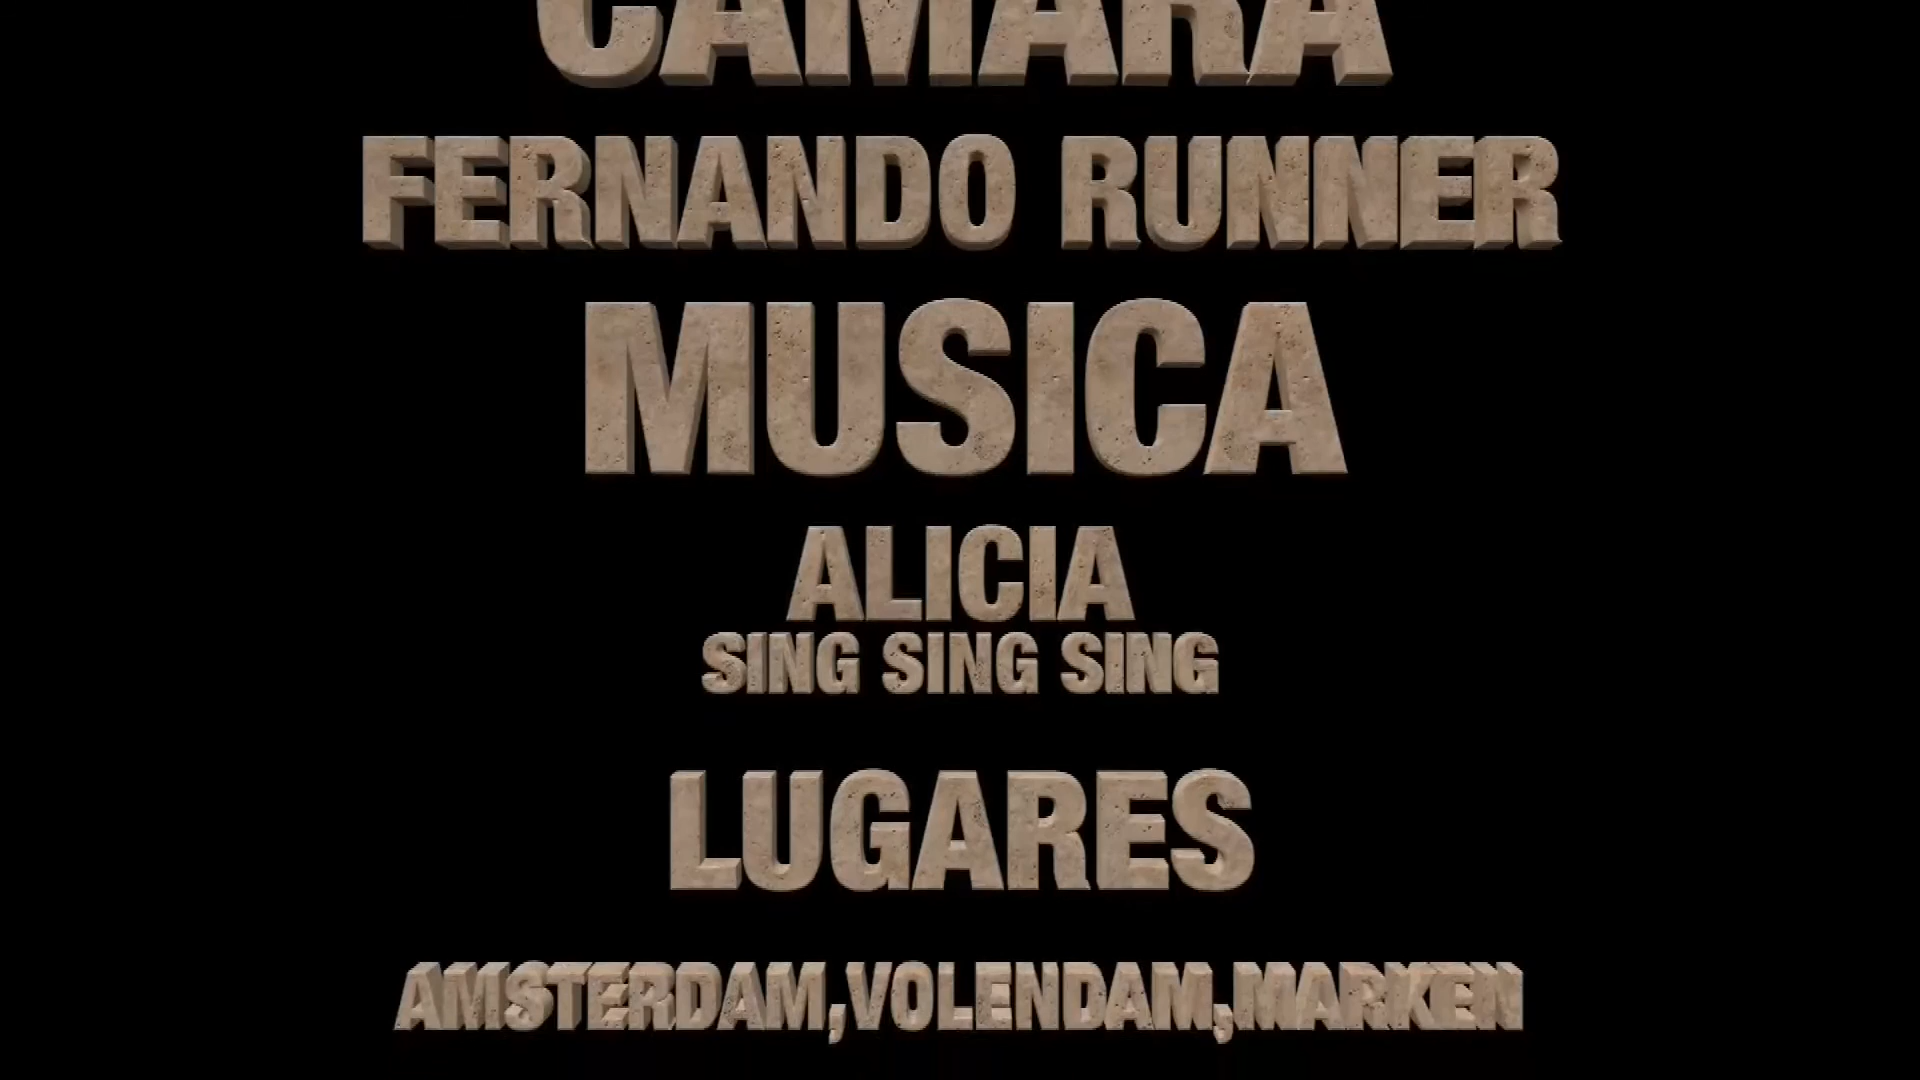 CAMARA
FERNANDO RUNNER
MUSICA
ALICIA
SING SING SING
LUGARES
AMSTERDAM,VOLENDAM,MARKEN